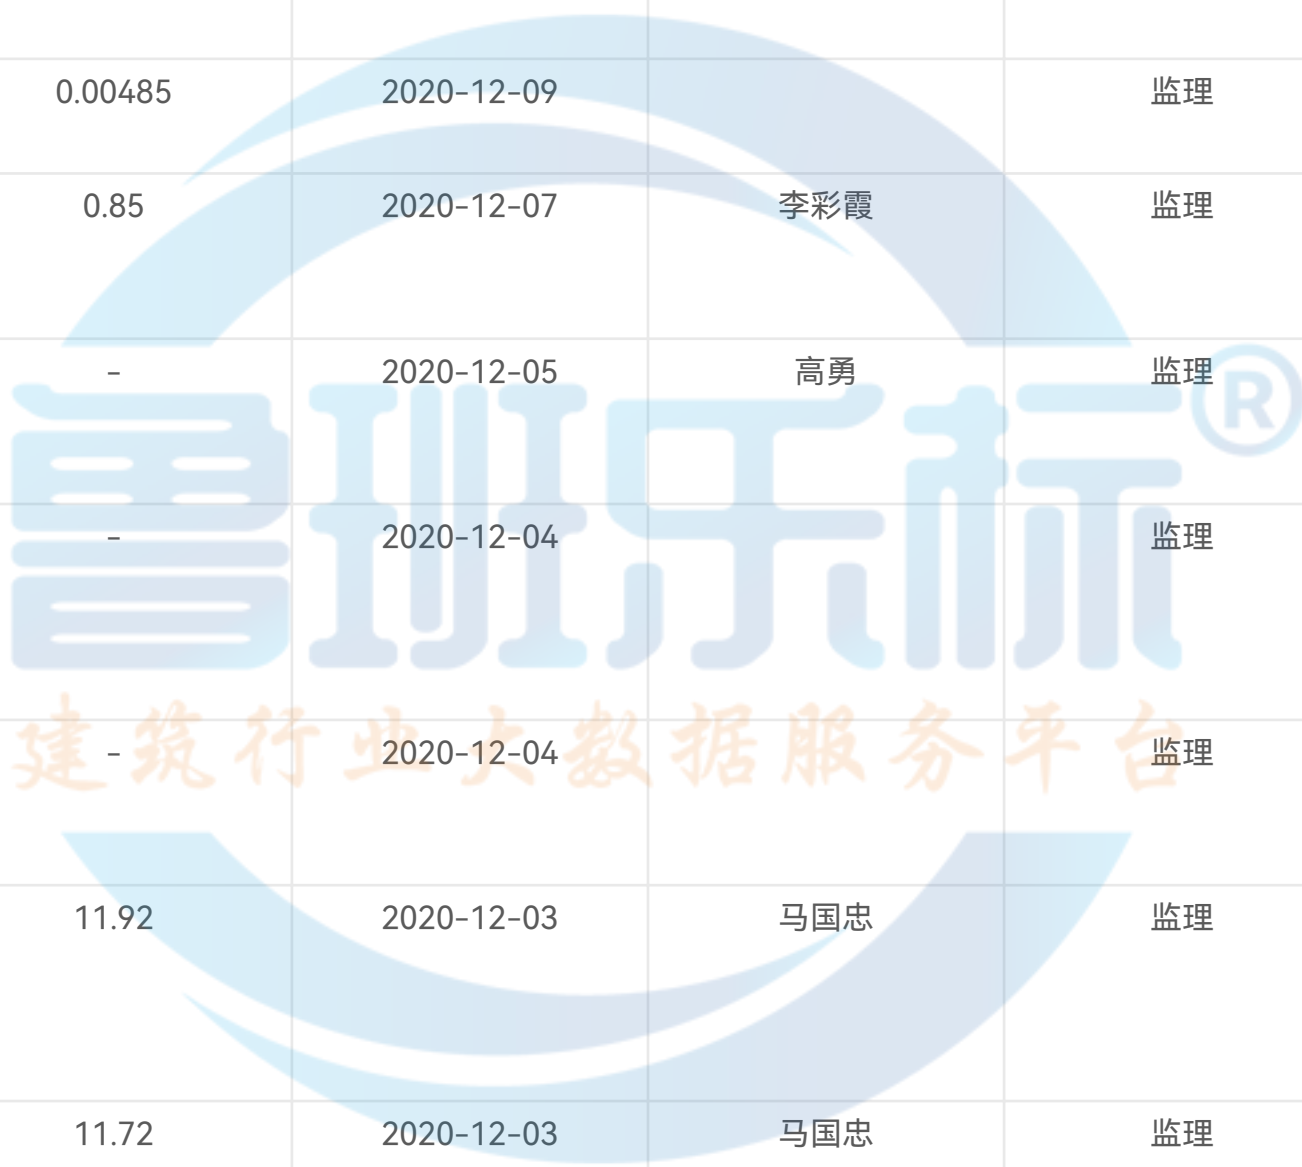 0.00485 2020-12-09 监理
0.85 2020-12-07 李彩霞 监理
- 2020-12-05 高勇 监理
®
鲁班乐标
- 2020-12-04 监理
建筑行业大数据服务平台
- 2020-12-04 监理
11.92 2020-12-03 马国忠 监理
11.72 2020-12-03 马国忠 监理